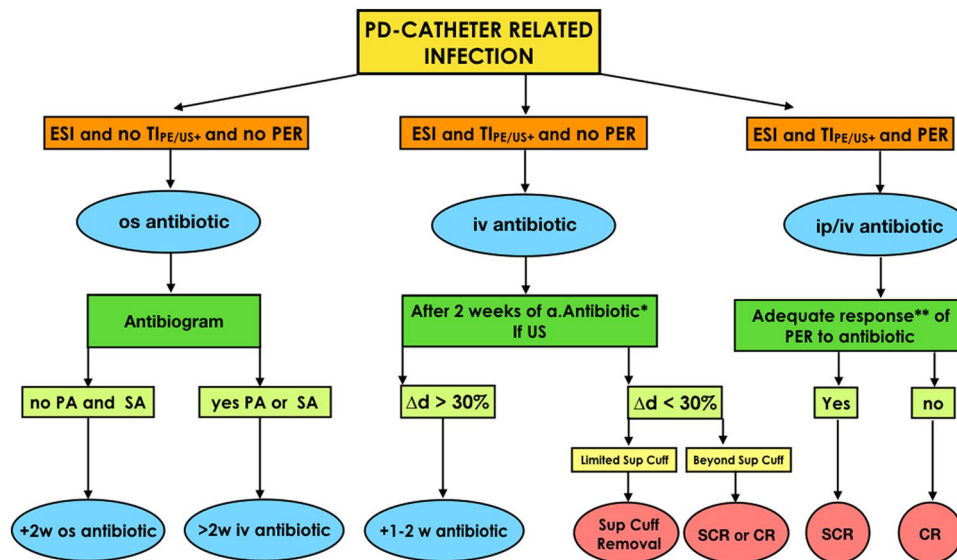 PD-CATHETER RELATED
INFECTION
ESI and no TIPE/US+ and no PER
ESI and TIPE/US+ and no PER
ESI and TIPE/US+ and PER
os antibiotic
iv antibiotic
ip/iv antibiotic
Antibiogram
After 2 weeks of a.Antibiotic*
If US
Adequate response** of
PER to antibiotic
no PA and SA
yes PA or SA
Δd > 30%
Δd < 30%
Yes
no
Limited Sup Cuff
Beyond Sup Cuff
+2w os antibiotic
>2w iv antibiotic
+1-2 w antibiotic
Sup Cuff
Removal
SCR or CR
SCR
CR